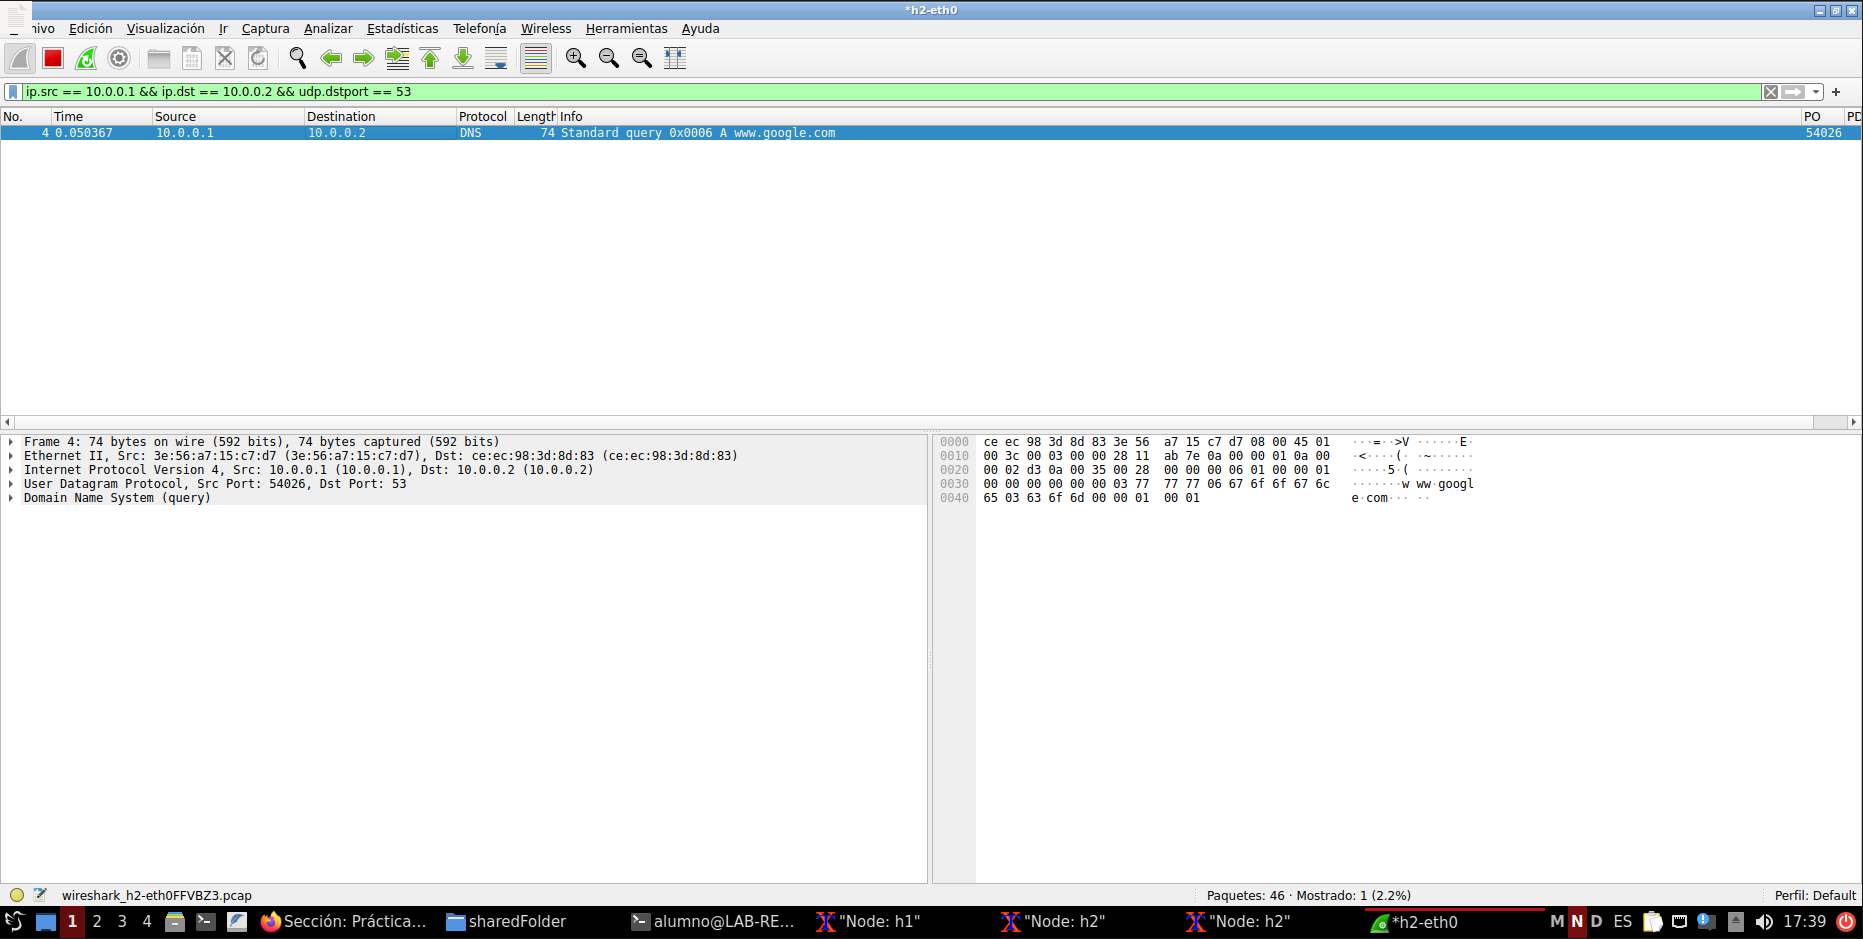 *h2-eth0
ivo Edición Visualización Ir Captura Analizar Estadísticas Telefonía Wireless Herramientas Ayuda
ip.src == 10.0.0.1 && ip.dst == 10.0.0.2 && udp.dstport == 53
No. Time Source Destination Protocol Length Info PO PD
4 0.050367 10.0.0.1 10.0.0.2 DNS 74 Standard query 0x0006 A www.google.com 54026
Frame 4: 74 bytes on wire (592 bits), 74 bytes captured (592 bits)
Ethernet II, Src: 3e:56:a7:15:c7:d7 (3e:56:a7:15:c7:d7), Dst: ce:ec:98:3d:8d:83 (ce:ec:98:3d:8d:83)
Internet Protocol Version 4, Src: 10.0.0.1 (10.0.0.1), Dst: 10.0.0.2 (10.0.0.2)
User Datagram Protocol, Src Port: 54026, Dst Port: 53
Domain Name System (query)
0000 ce ec 98 3d 8d 83 3e 56 a7 15 c7 d7 08 00 45 01 ···=··>V ······E·
0010 00 3c 00 03 00 00 28 11 ab 7e 0a 00 00 01 0a 00 ·<····(· ·~······
0020 00 02 d3 0a 00 35 00 28 00 00 00 06 01 00 00 01 ·····5·( ········
0030 00 00 00 00 00 00 03 77 77 77 06 67 6f 6f 67 6c ·······w ww·googl
0040 65 03 63 6f 6d 00 00 01 00 01 e·com··· ··
wireshark_h2-eth0FFVBZ3.pcap Paquetes: 46 · Mostrado: 1 (2.2%) Perfil: Default
1 2 3 4 Sección: Práctica... sharedFolder alumno@LAB-RE... "Node: h1" "Node: h2" "Node: h2" *h2-eth0 M N D ES 17:39